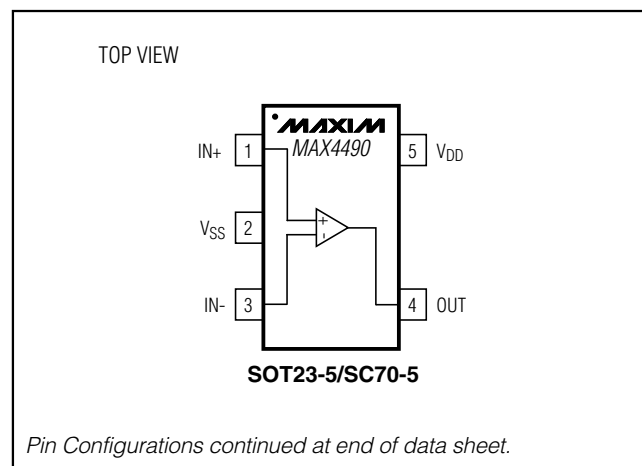 TOP VIEW
MAXIM
MAX4490
IN+ 1
5 VDD
VSS 2
+
-
IN- 3
4 OUT
SOT23-5/SC70-5
Pin Configurations continued at end of data sheet.